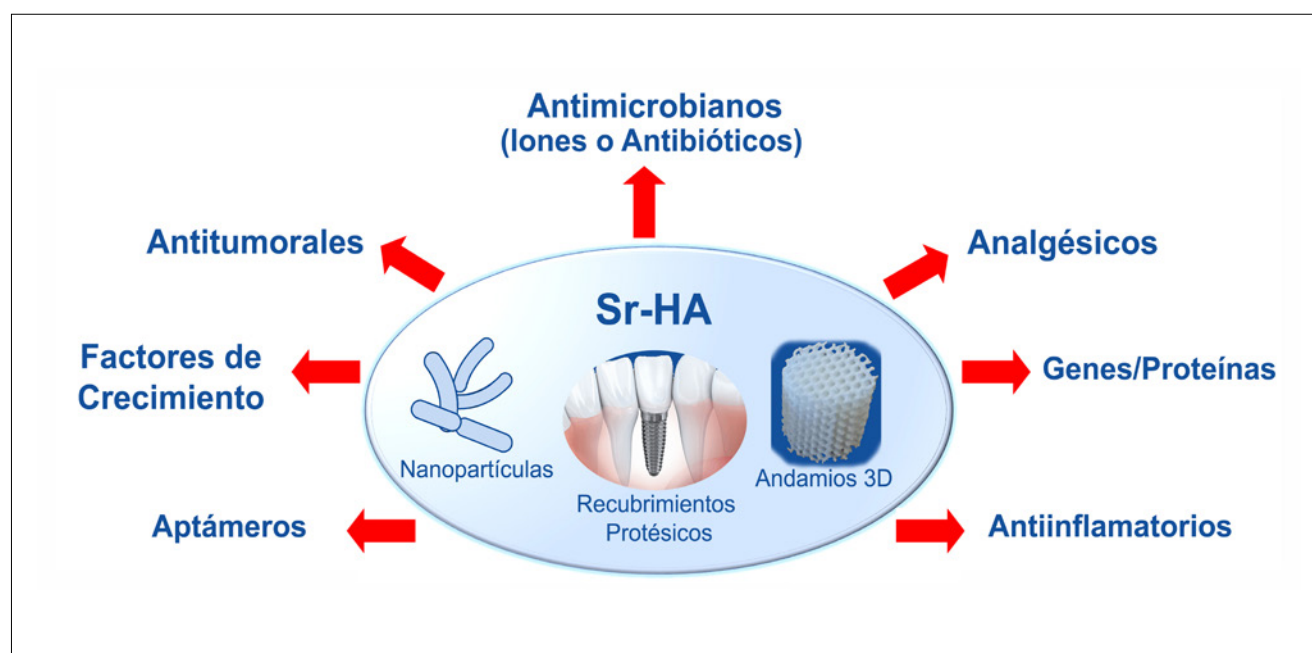 Antimicrobianos
(Iones o Antibióticos)
Antitumorales
Analgésicos
Sr-HA
Factores de
Crecimiento
Genes/Proteínas
Nanopartículas
Recubrimientos
Protésicos
Andamios 3D
Aptámeros
Antiinflamatorios